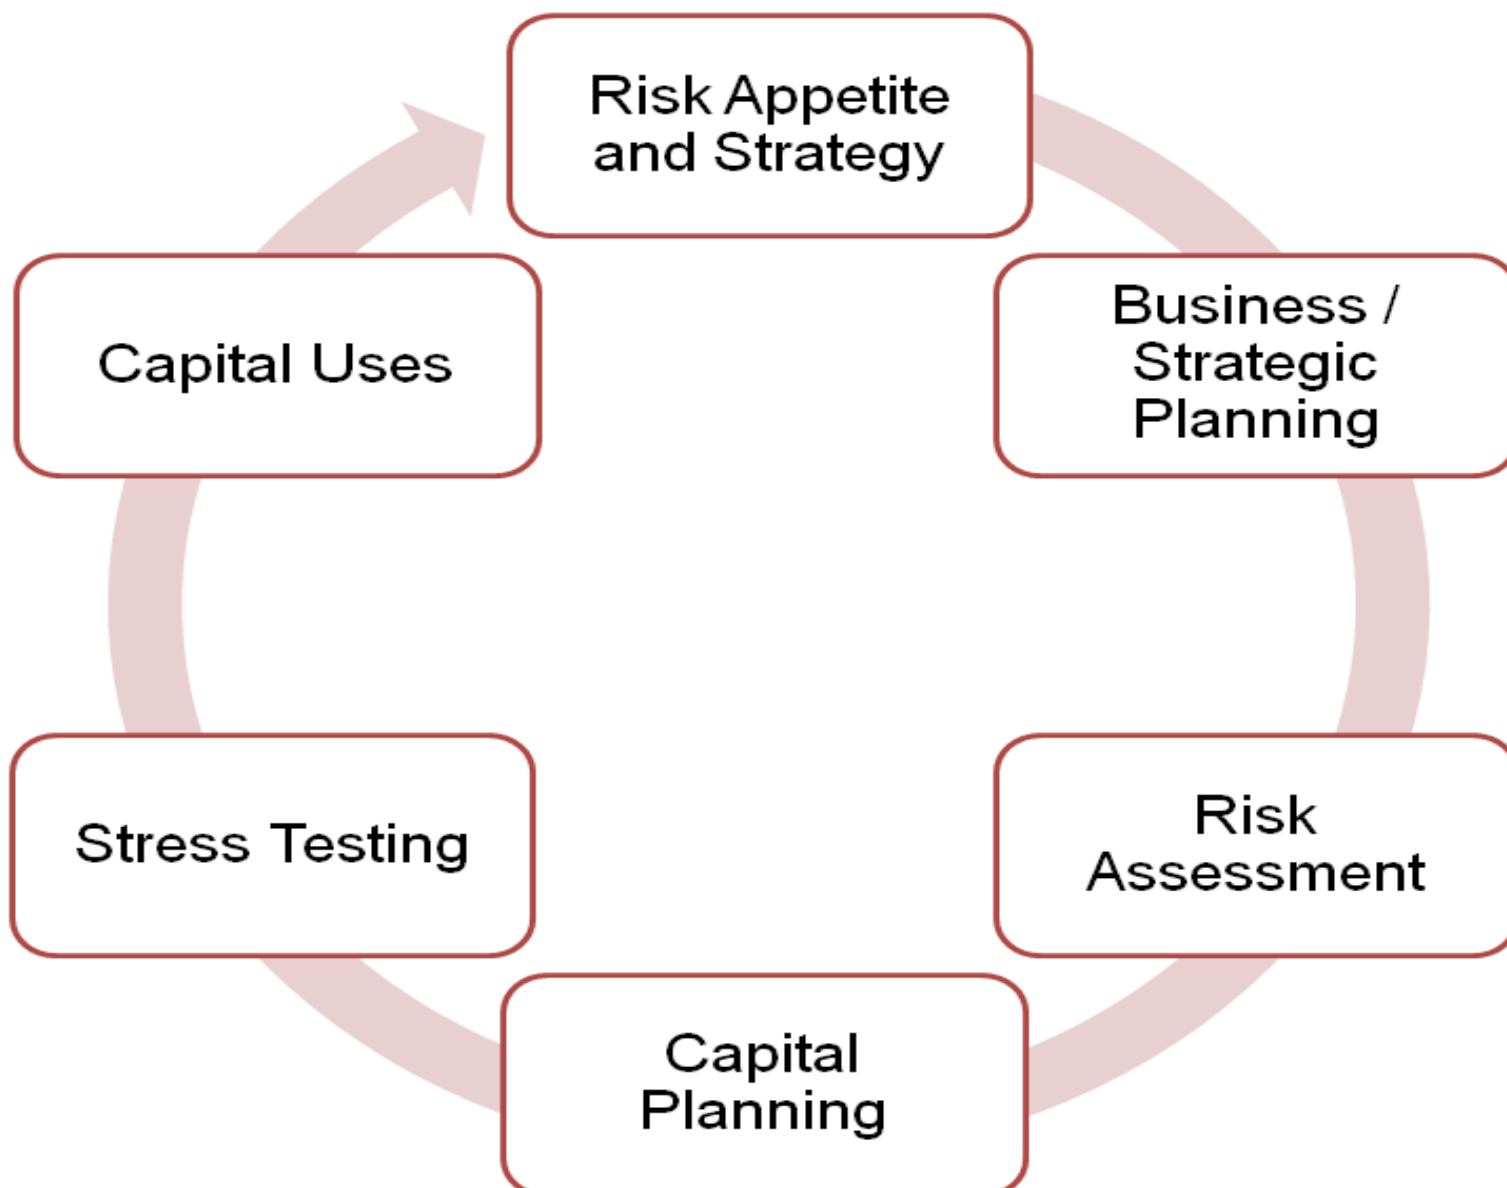 Risk Appetite
and Strategy
Business /
Strategic
Planning
Risk
Assessment
Capital
Planning
Stress Testing
Capital Uses